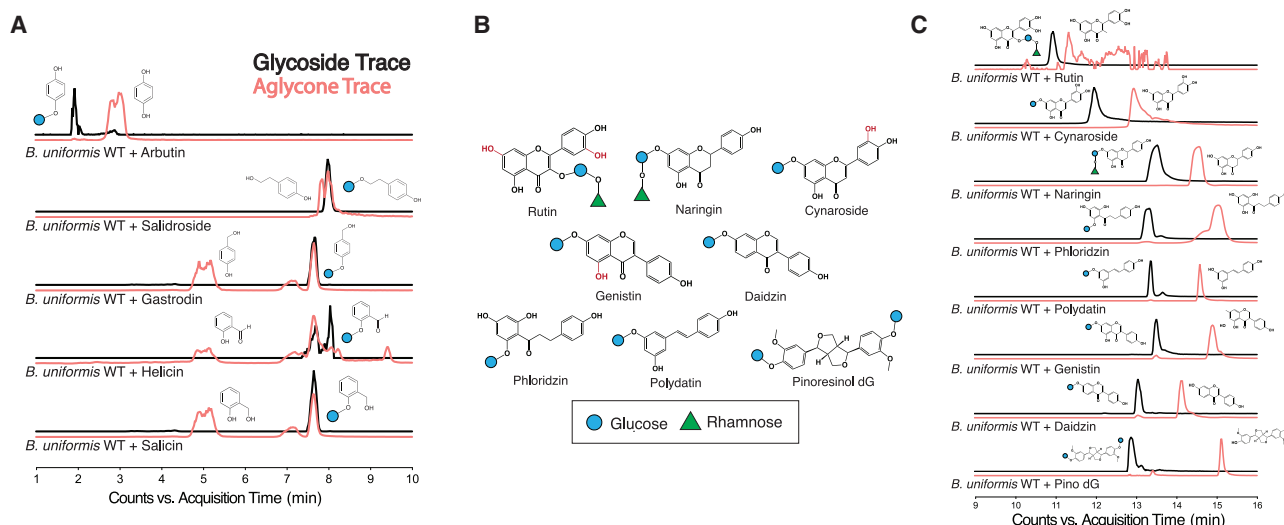 A
Glycoside Trace
Aglycone Trace
B. uniformis WT + Arbutin
B. uniformis WT + Salidroside
B. uniformis WT + Gastrodin
B. uniformis WT + Helicin
B. uniformis WT + Salicin
1 2 3 4 5 6 7 8 9 10
Counts vs. Acquisition Time (min)
B
Rutin
Naringin
Cynaroside
Genistin
Daidzin
Phloridzin
Polydatin
Pinoresinol dG
Glucose
Rhamnose
C
B. uniformis WT + Rutin
B. uniformis WT + Cynaroside
B. uniformis WT + Naringin
B. uniformis WT + Phloridzin
B. uniformis WT + Polydatin
B. uniformis WT + Genistin
B. uniformis WT + Daidzin
B. uniformis WT + Pino dG
9 10 11 12 13 14 15 16
Counts vs. Acquisition Time (min)